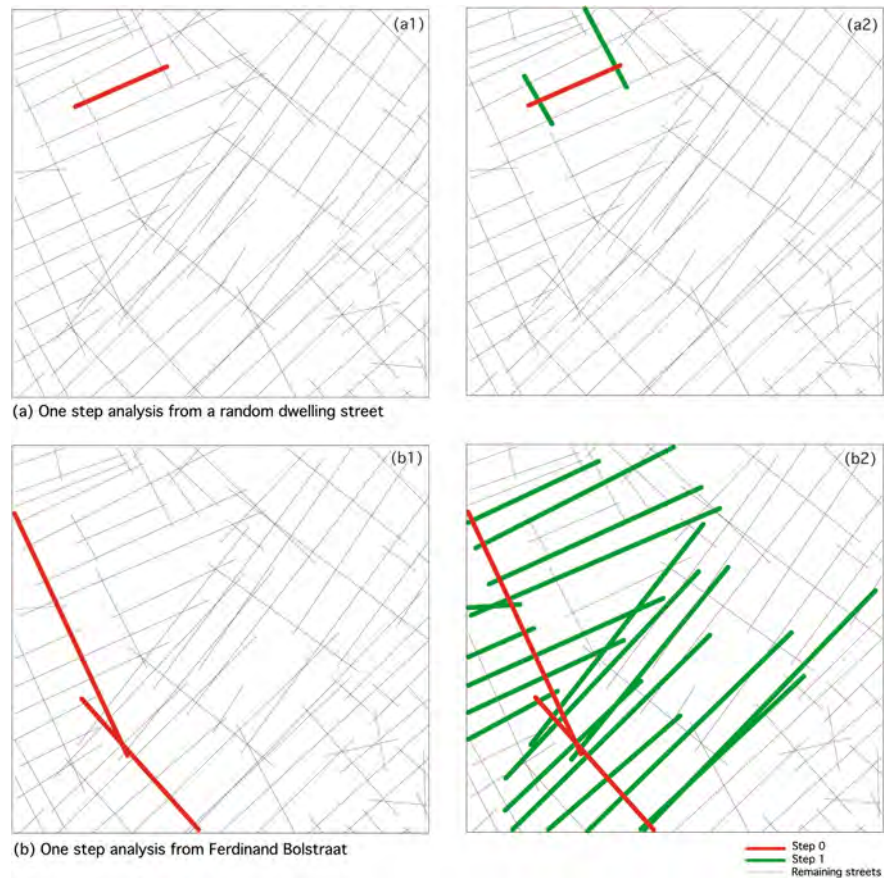 (a1)
(a2)
(a) One step analysis from a random dwelling street
(b1)
(b2)
(b) One step analysis from Ferdinand Bolstraat
Step 0
Step 1
Remaining streets